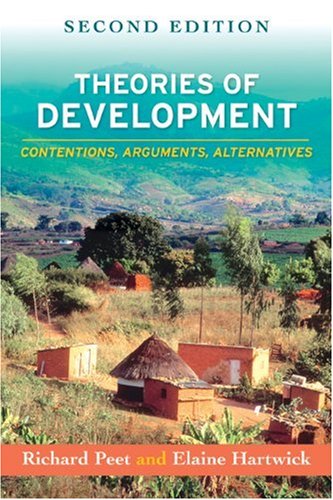 SECOND EDITION
THEORIES OF
DEVELOPMENT
CONTENTIONS, ARGUMENTS, ALTERNATIVES
Richard Peet and Elaine Hartwick